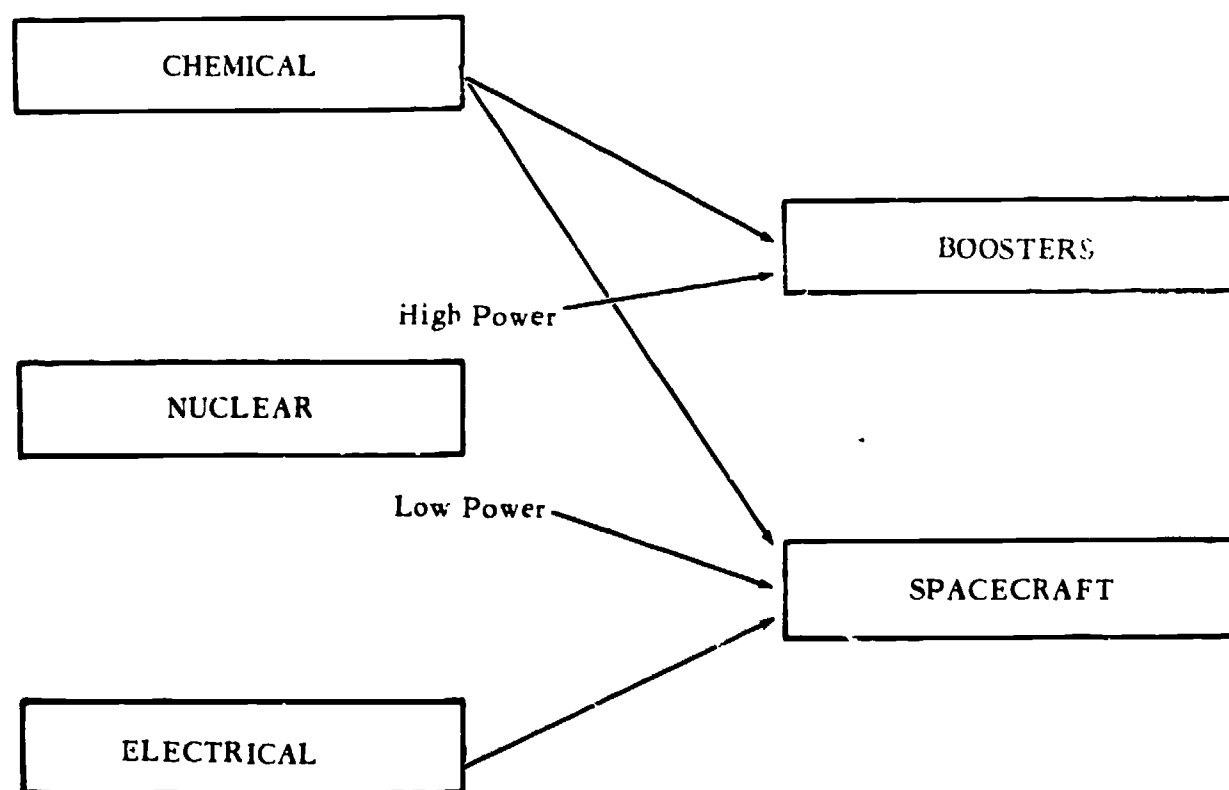 CHEMICAL
BOOSTERS
High Power
NUCLEAR
Low Power
SPACECRAFT
ELECTRICAL